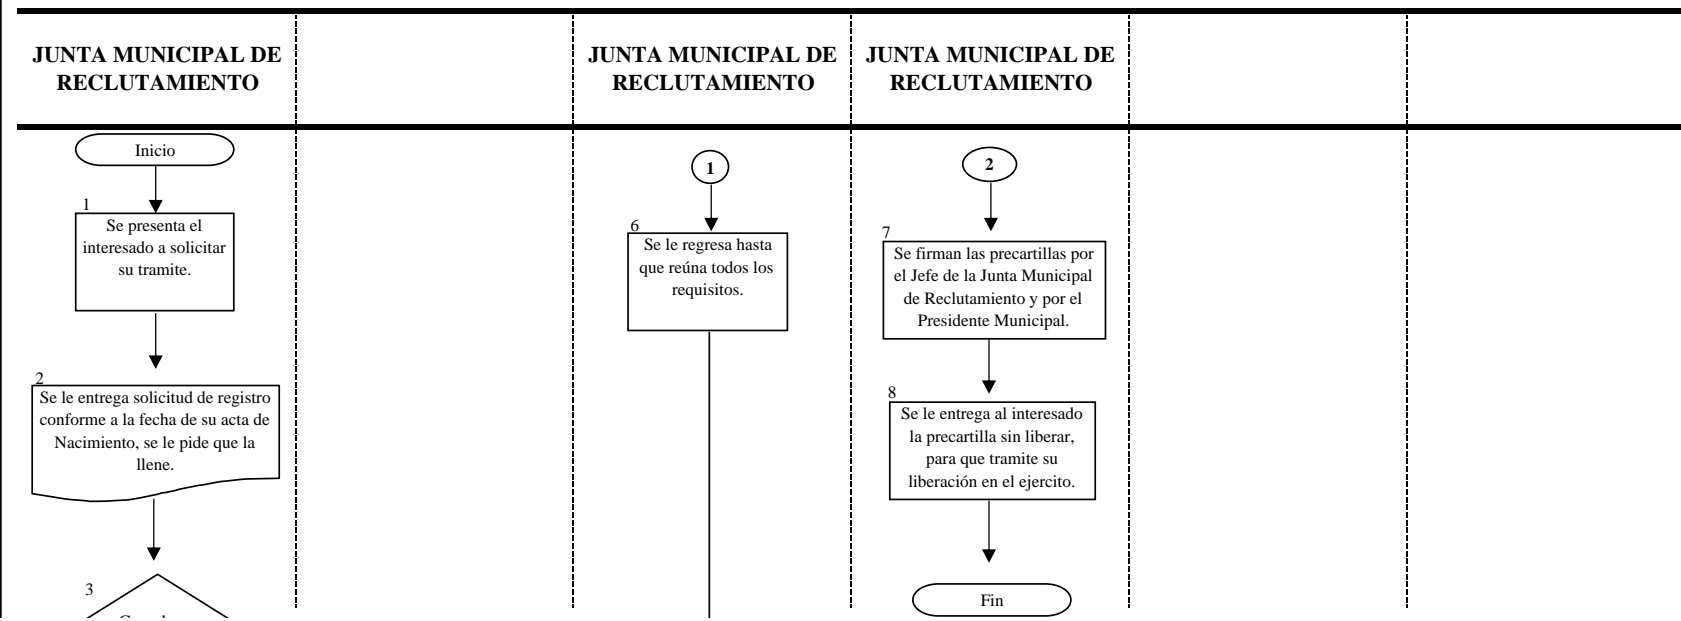 JUNTA MUNICIPAL DE
RECLUTAMIENTO
JUNTA MUNICIPAL DE
RECLUTAMIENTO
JUNTA MUNICIPAL DE
RECLUTAMIENTO
Inicio
1
Se presenta el
interesado a solicitar
su tramite.
2
Se le entrega solicitud de registro
conforme a la fecha de su acta de
Nacimiento, se le pide que la
llene.
3
1
6
Se le regresa hasta
que reúna todos los
requisitos.
2
7
Se firman las precartillas por
el Jefe de la Junta Municipal
de Reclutamiento y por el
Presidente Municipal.
8
Se le entrega al interesado
la precartilla sin liberar,
para que tramite su
liberación en el ejercito.
Fin